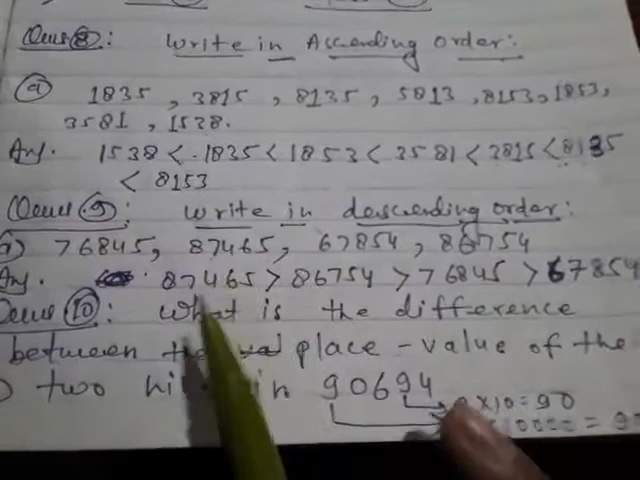 Ques 8: Write in Ascending order:
a 1835, 3815, 8135, 5813, 8153, 1853,
3581, 1538.
Ans. 1538 < 1835 < 1853 < 3581 < 3815 < 8135
< 8153
Ques 9: Write in descending order:
a) 76845, 87465, 67854, 86754
Ans. 87465 > 86754 > 76845 > 67854
Ques 10: What is the difference
between the place-value of the
two in 90694
x10=90